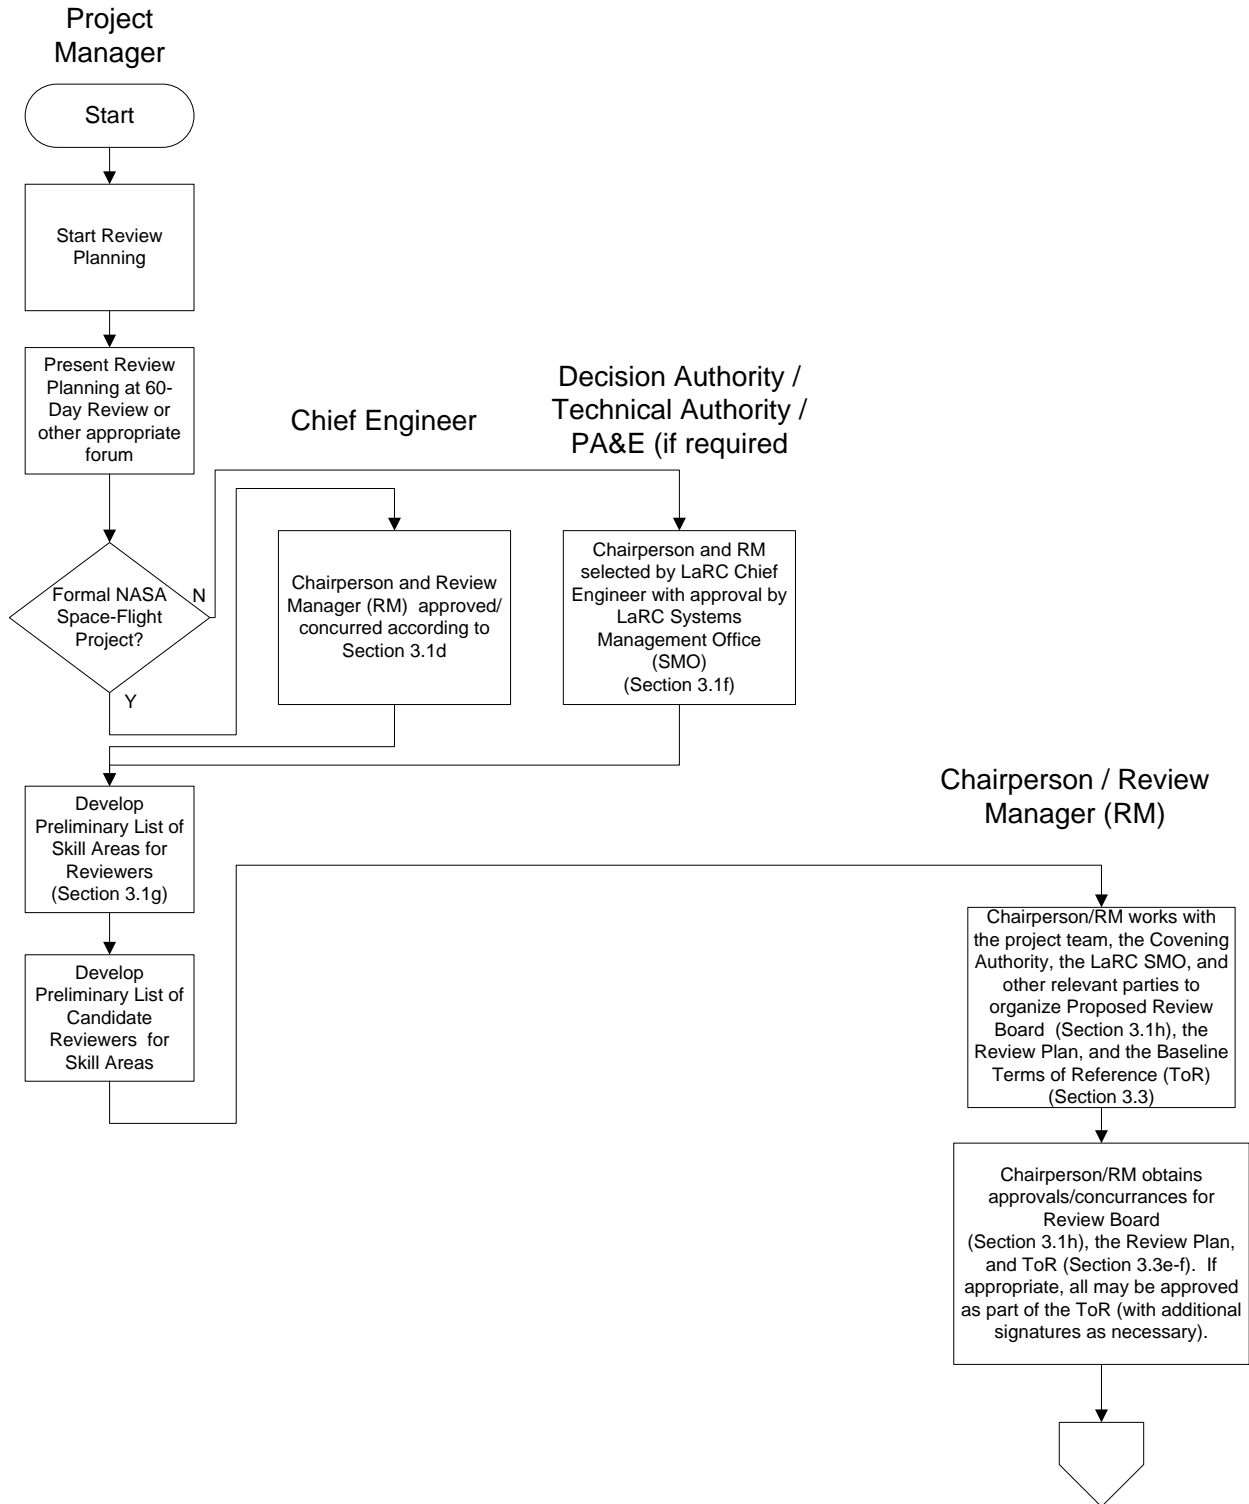 Project
Manager
Start
Start Review
Planning
Present Review
Planning at 60-
Day Review or
other appropriate
forum
Chief Engineer
Decision Authority /
Technical Authority /
PA&E (if required
Formal NASA
Space-Flight
Project?
N
Y
Chairperson and Review
Manager (RM)  approved/
concurred according to
Section 3.1d
Chairperson and RM
selected by LaRC Chief
Engineer with approval by
LaRC Systems
Management Office
(SMO)
(Section 3.1f)
Develop
Preliminary List of
Skill Areas for
Reviewers
(Section 3.1g)
Develop
Preliminary List of
Candidate
Reviewers  for
Skill Areas
Chairperson / Review
Manager (RM)
Chairperson/RM works with
the project team, the Covening
Authority, the LaRC SMO, and
other relevant parties to
organize Proposed Review
Board  (Section 3.1h), the
Review Plan, and the Baseline
Terms of Reference (ToR)
(Section 3.3)
Chairperson/RM obtains
approvals/concurrances for
Review Board
(Section 3.1h), the Review Plan,
and ToR (Section 3.3e-f).  If
appropriate, all may be approved
as part of the ToR (with additional
signatures as necessary).